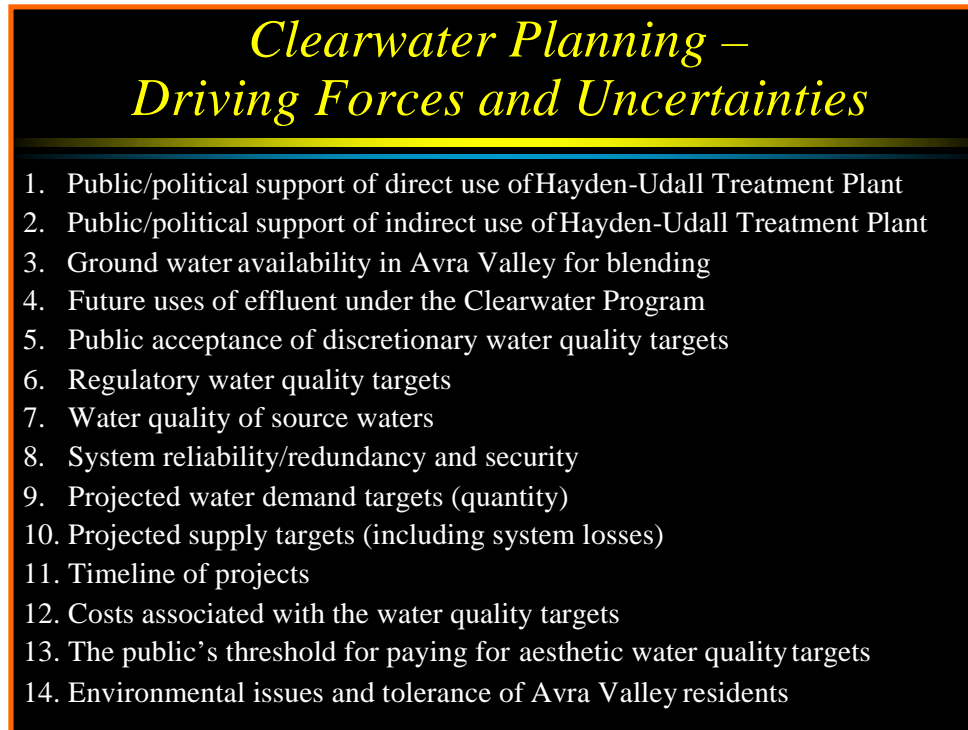 Clearwater Planning –
Driving Forces and Uncertainties
1. Public/political support of direct use of Hayden-Udall Treatment Plant
2. Public/political support of indirect use of Hayden-Udall Treatment Plant
3. Ground water availability in Avra Valley for blending
4. Future uses of effluent under the Clearwater Program
5. Public acceptance of discretionary water quality targets
6. Regulatory water quality targets
7. Water quality of source waters
8. System reliability/redundancy and security
9. Projected water demand targets (quantity)
10. Projected supply targets (including system losses)
11. Timeline of projects
12. Costs associated with the water quality targets
13. The public’s threshold for paying for aesthetic water quality targets
14. Environmental issues and tolerance of Avra Valley residents